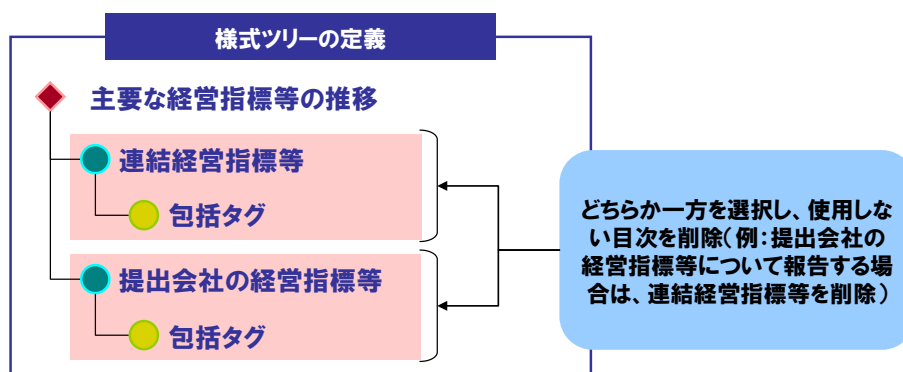 様式ツリーの定義
主要な経営指標等の推移
連結経営指標等
包括タグ
提出会社の経営指標等
包括タグ
どちらか一方を選択し、使用しな
い目次を削除(例:提出会社の
経営指標等について報告する場
合は、連結経営指標等を削除)